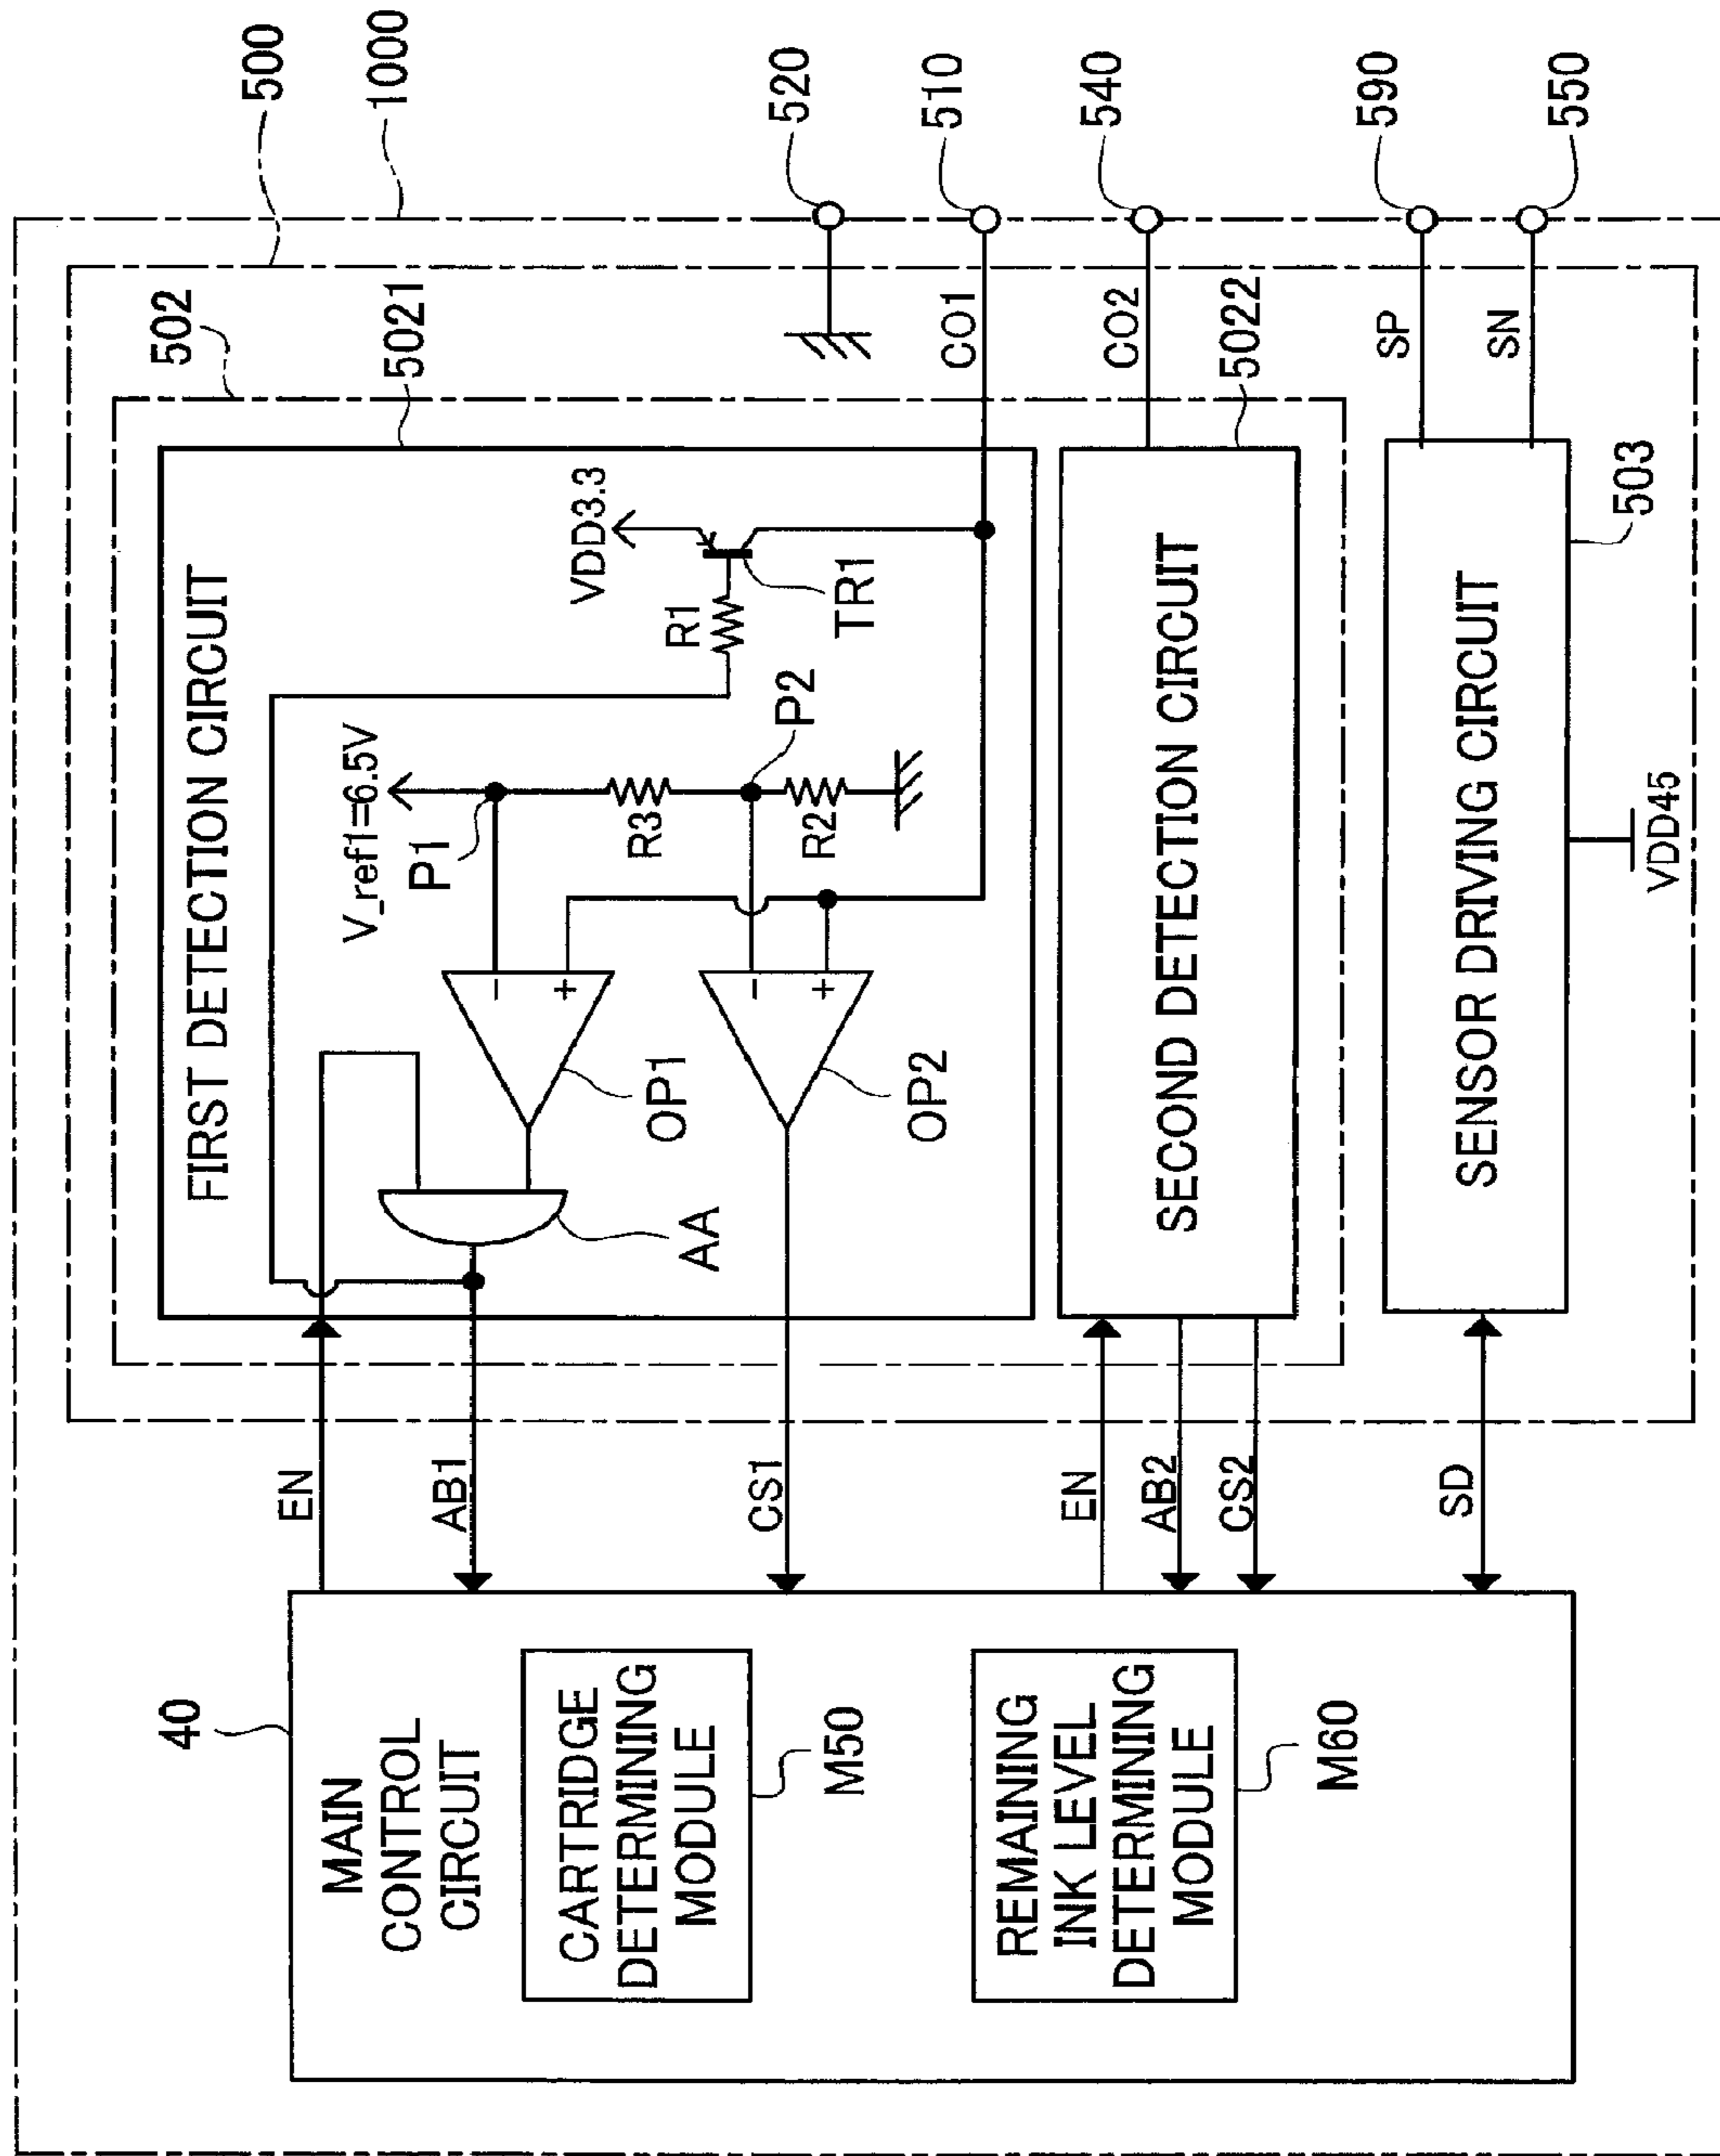 500
1000
502
5021
520
510
540
590
550
5022
503
FIRST DETECTION CIRCUIT
V_ref1=6.5V
P1
R3
P2
R2
VDD3.3
R1
TR1
OP1
OP2
AA
CO1
CO2
SP
SN
SECOND DETECTION CIRCUIT
SENSOR DRIVING CIRCUIT
VDD45
EN
AB1
CS1
EN
AB2
CS2
SD
40
MAIN
CONTROL
CIRCUIT
CARTRIDGE
DETERMINING
MODULE
M50
REMAINING
INK LEVEL
DETERMINING
MODULE
M60
-
+
-
+